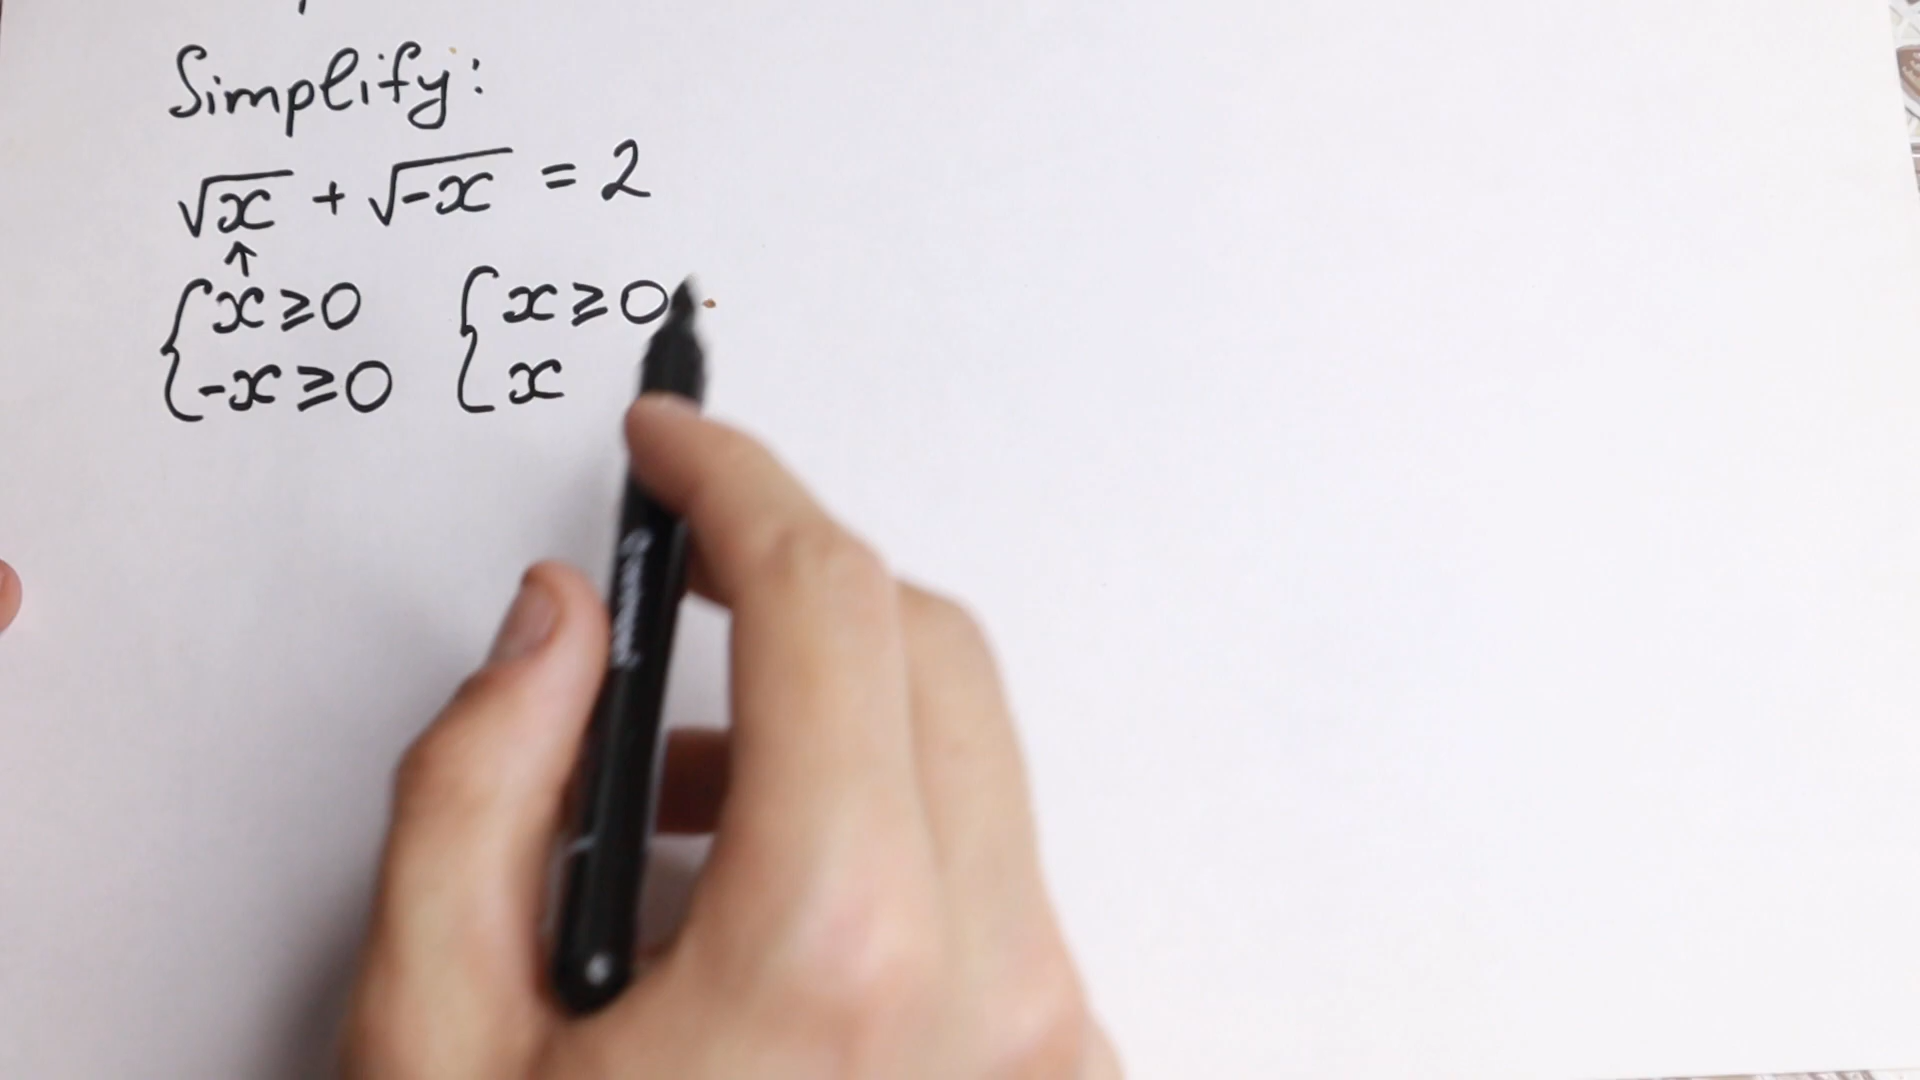 Simplify:
√x + √-x = 2
↑
{x ≥ 0 {x ≥ 0
-x ≥ 0 x